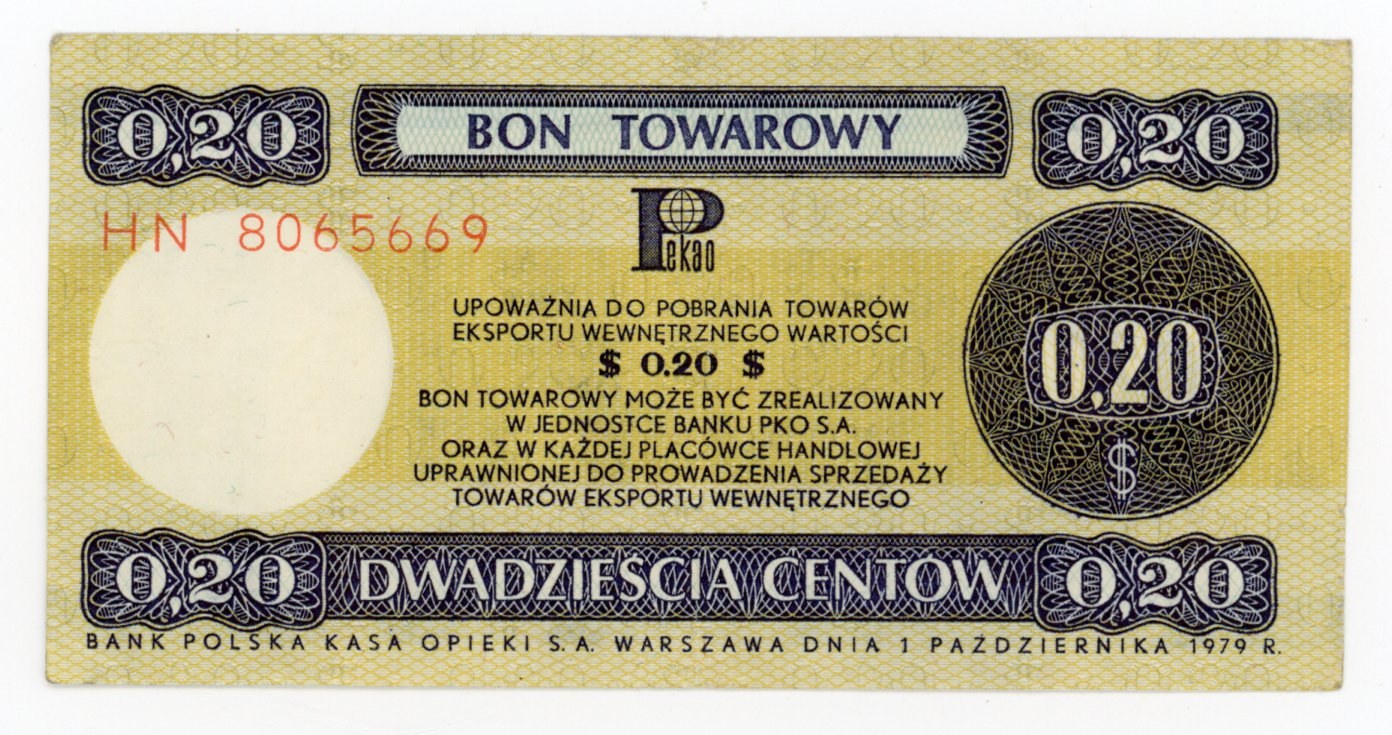 0,20 BON TOWAROWY 0,20
HN 8065669
Pekao
UPOWAŻNIA DO POBRANIA TOWARÓW
EKSPORTU WEWNĘTRZNEGO WARTOŚCI
$ 0.20 $
BON TOWAROWY MOŻE BYĆ ZREALIZOWANY
W JEDNOSTCE BANKU PKO S.A.
ORAZ W KAŻDEJ PLACÓWCE HANDLOWEJ
UPRAWNIONEJ DO PROWADZENIA SPRZEDAŻY
TOWARÓW EKSPORTU WEWNĘTRZNEGO
0,20
$
0,20 DWADZIEŚCIA CENTÓW 0,20
BANK POLSKA KASA OPIEKI S.A. WARSZAWA DNIA 1 PAŹDZIERNIKA 1979 R.